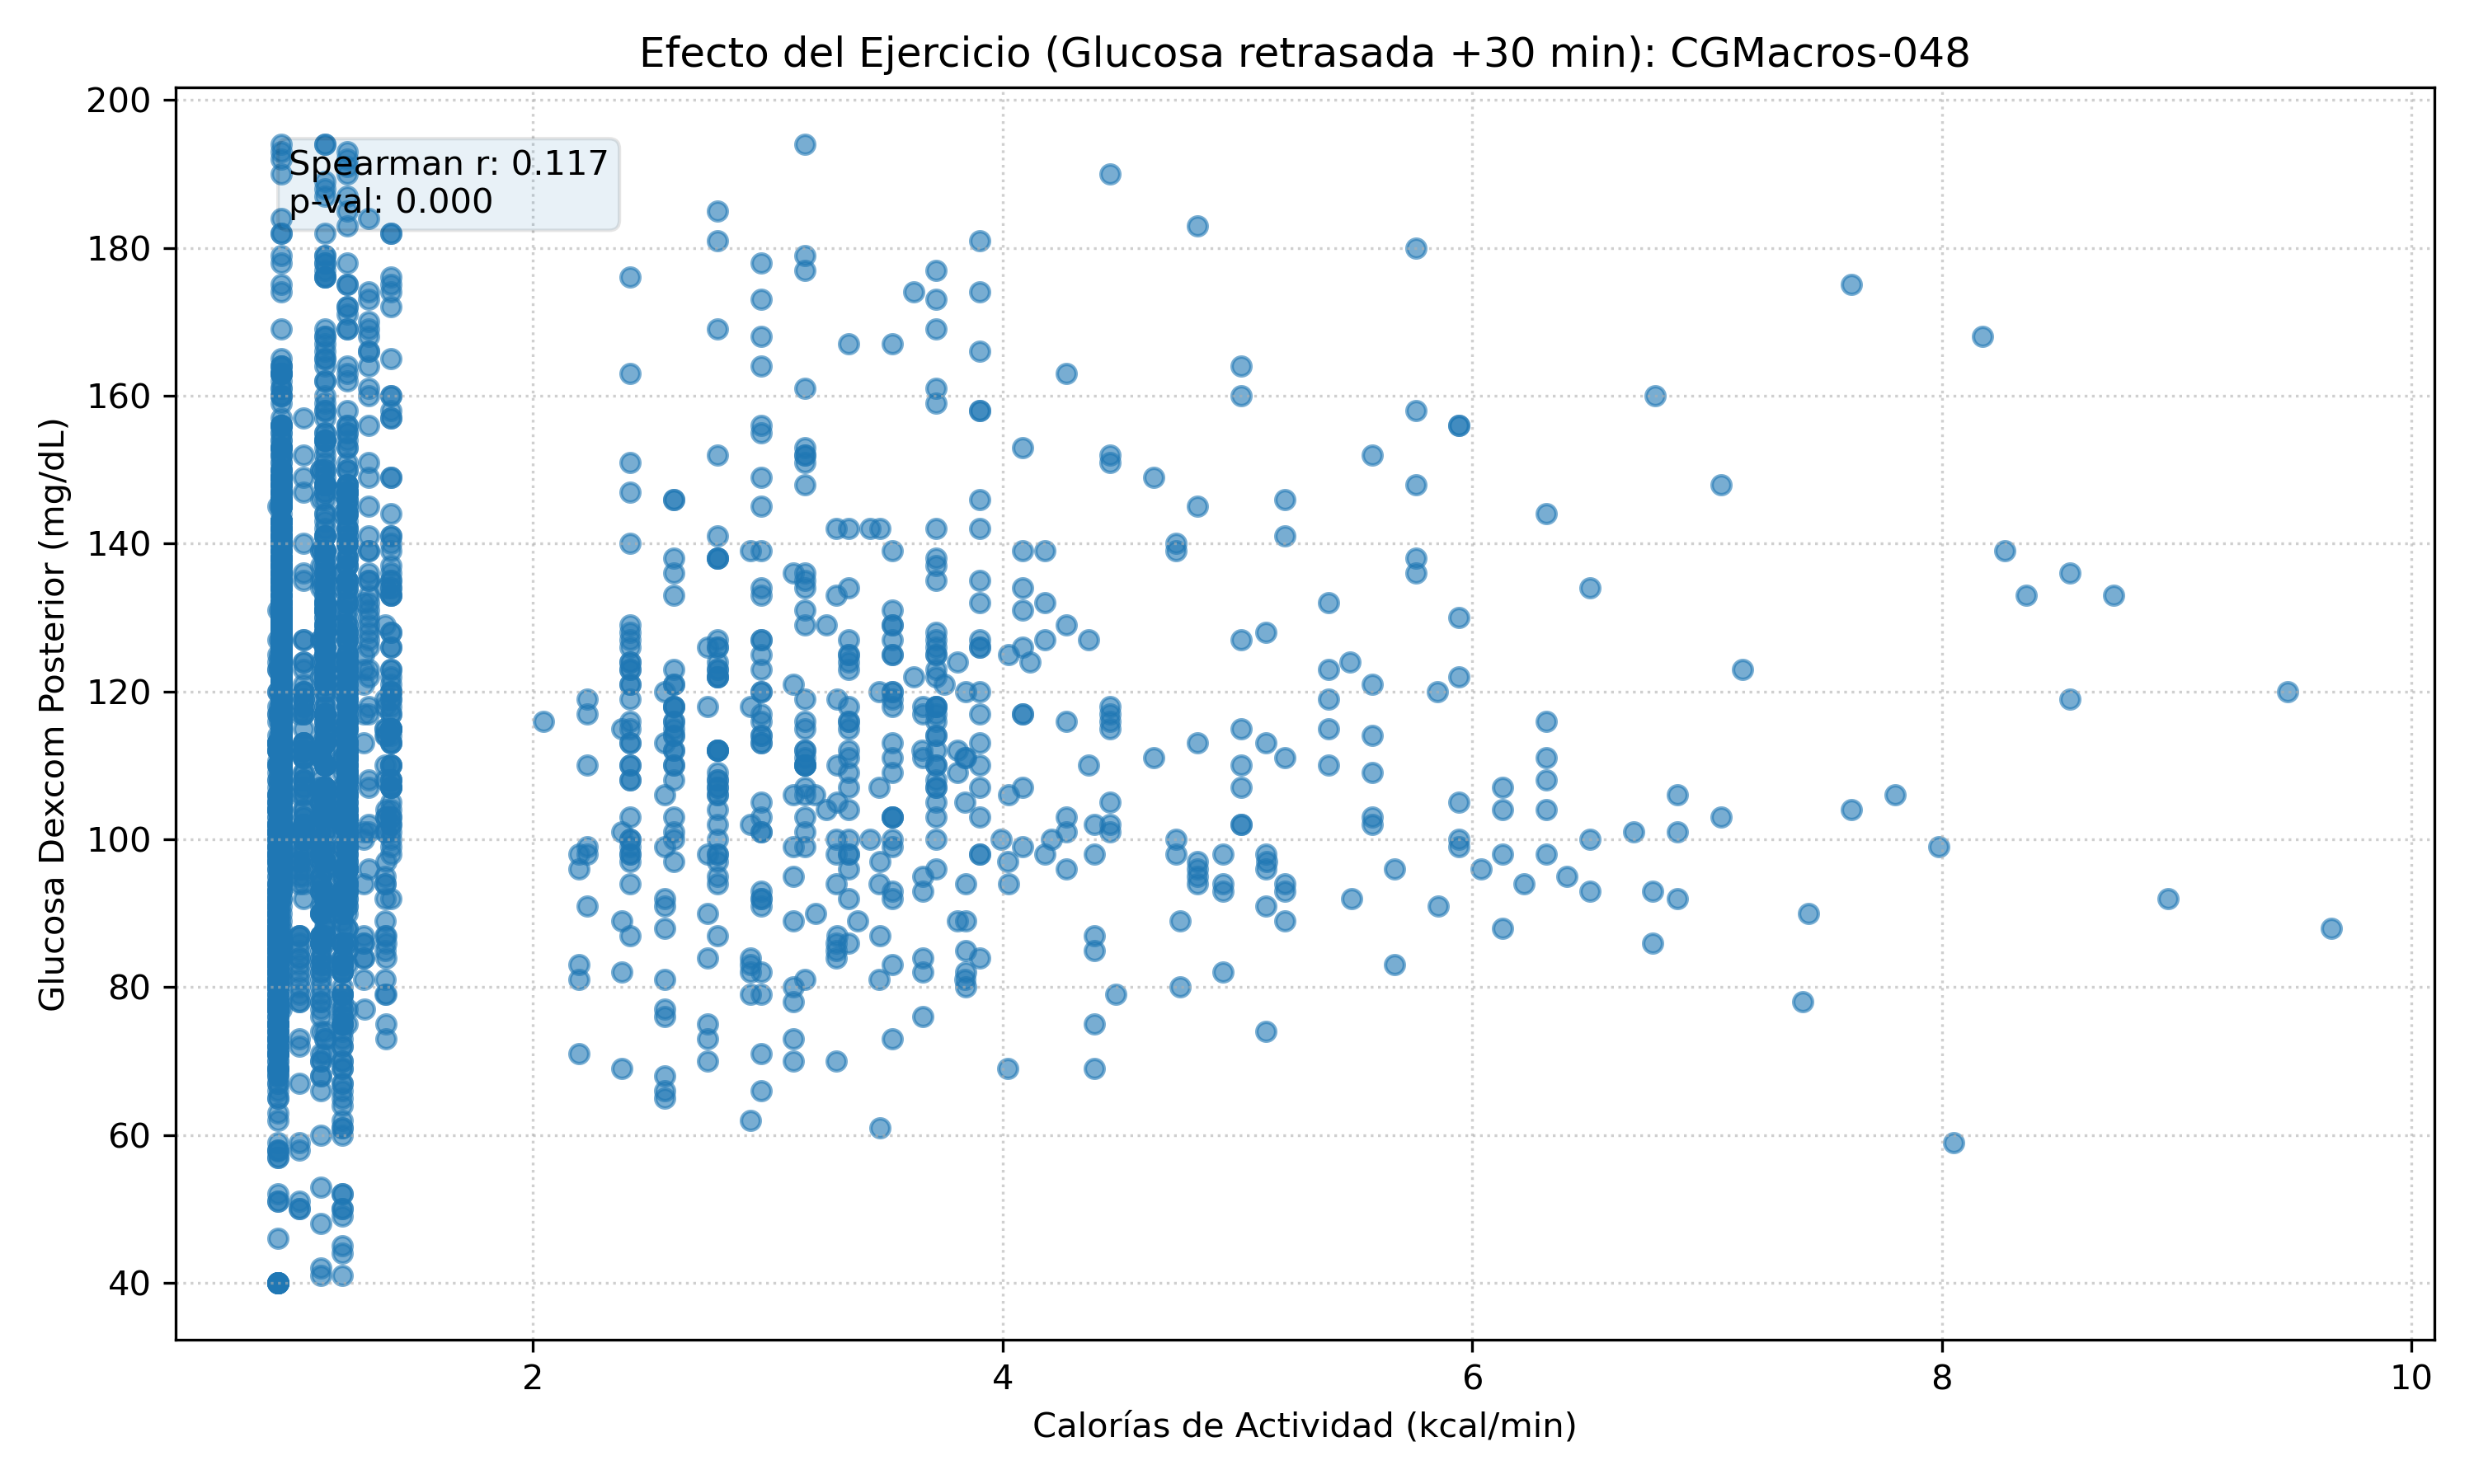 Efecto del Ejercicio (Glucosa retrasada +30 min): CGMacros-048
Spearman r: 0.117
p-val: 0.000
Glucosa Dexcom Posterior (mg/dL)
200
180
160
140
120
100
80
60
40
2
4
6
8
10
Calorías de Actividad (kcal/min)